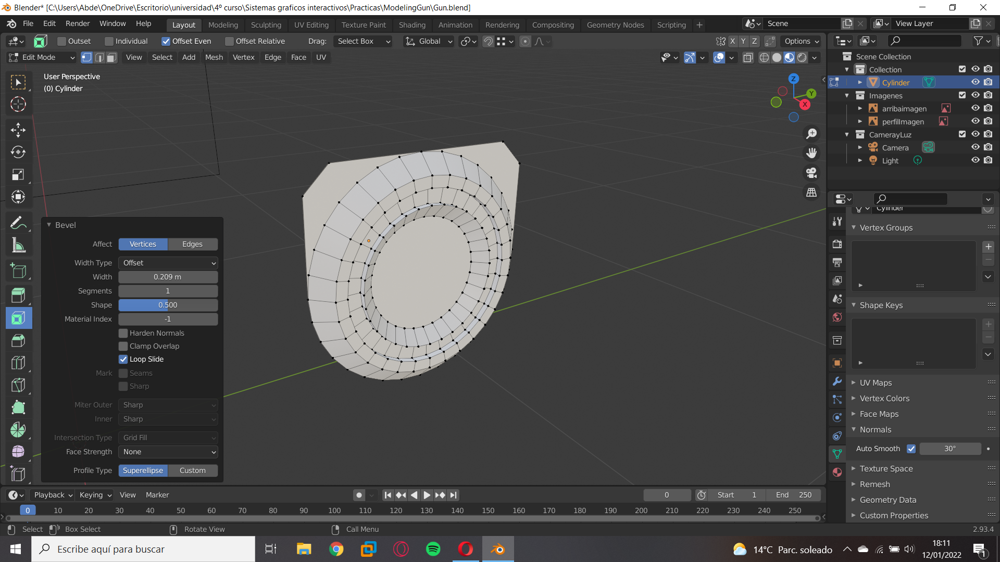 Blender* [C:\Users\Abde\OneDrive\Escritorio\universidad\4º curso\Sistemas graficos interactivos\Practicas\ModelingGun\Gun.blend]
File Edit Render Window Help Layout Modeling Sculpting UV Editing Texture Paint Shading Animation Rendering Compositing Geometry Nodes Scripting + Scene View Layer
Outset Individual Offset Even Offset Relative Drag: Select Box Global X Y Z Options
Edit Mode View Select Add Mesh Vertex Edge Face UV
User Perspective
(0) Cylinder
Z
Y
X
Scene Collection
Collection
Cylinder
Imagenes
arribaimagen
perfilImagen
CamerayLuz
Camera
Light
Bevel
Affect Vertices Edges
Width Type Offset
Width 0.209 m
Segments 1
Shape 0.500
Material Index -1
Harden Normals
Clamp Overlap
Loop Slide
Mark Seams
Sharp
Miter Outer Sharp
Inner Sharp
Intersection Type Grid Fill
Face Strength None
Profile Type Superellipse Custom
Cylinder
Vertex Groups
Shape Keys
UV Maps
Vertex Colors
Face Maps
Normals
Auto Smooth 30°
Texture Space
Remesh
Geometry Data
Custom Properties
Playback Keying View Marker 0 Start 1 End 250
0 10 20 30 40 50 60 70 80 90 100 110 120 130 140 150 160 170 180 190 200 210 220 230 240 250
Select Box Select Rotate View Call Menu 2.93.4
Escribe aquí para buscar
14°C Parc. soleado
18:11
12/01/2022
1